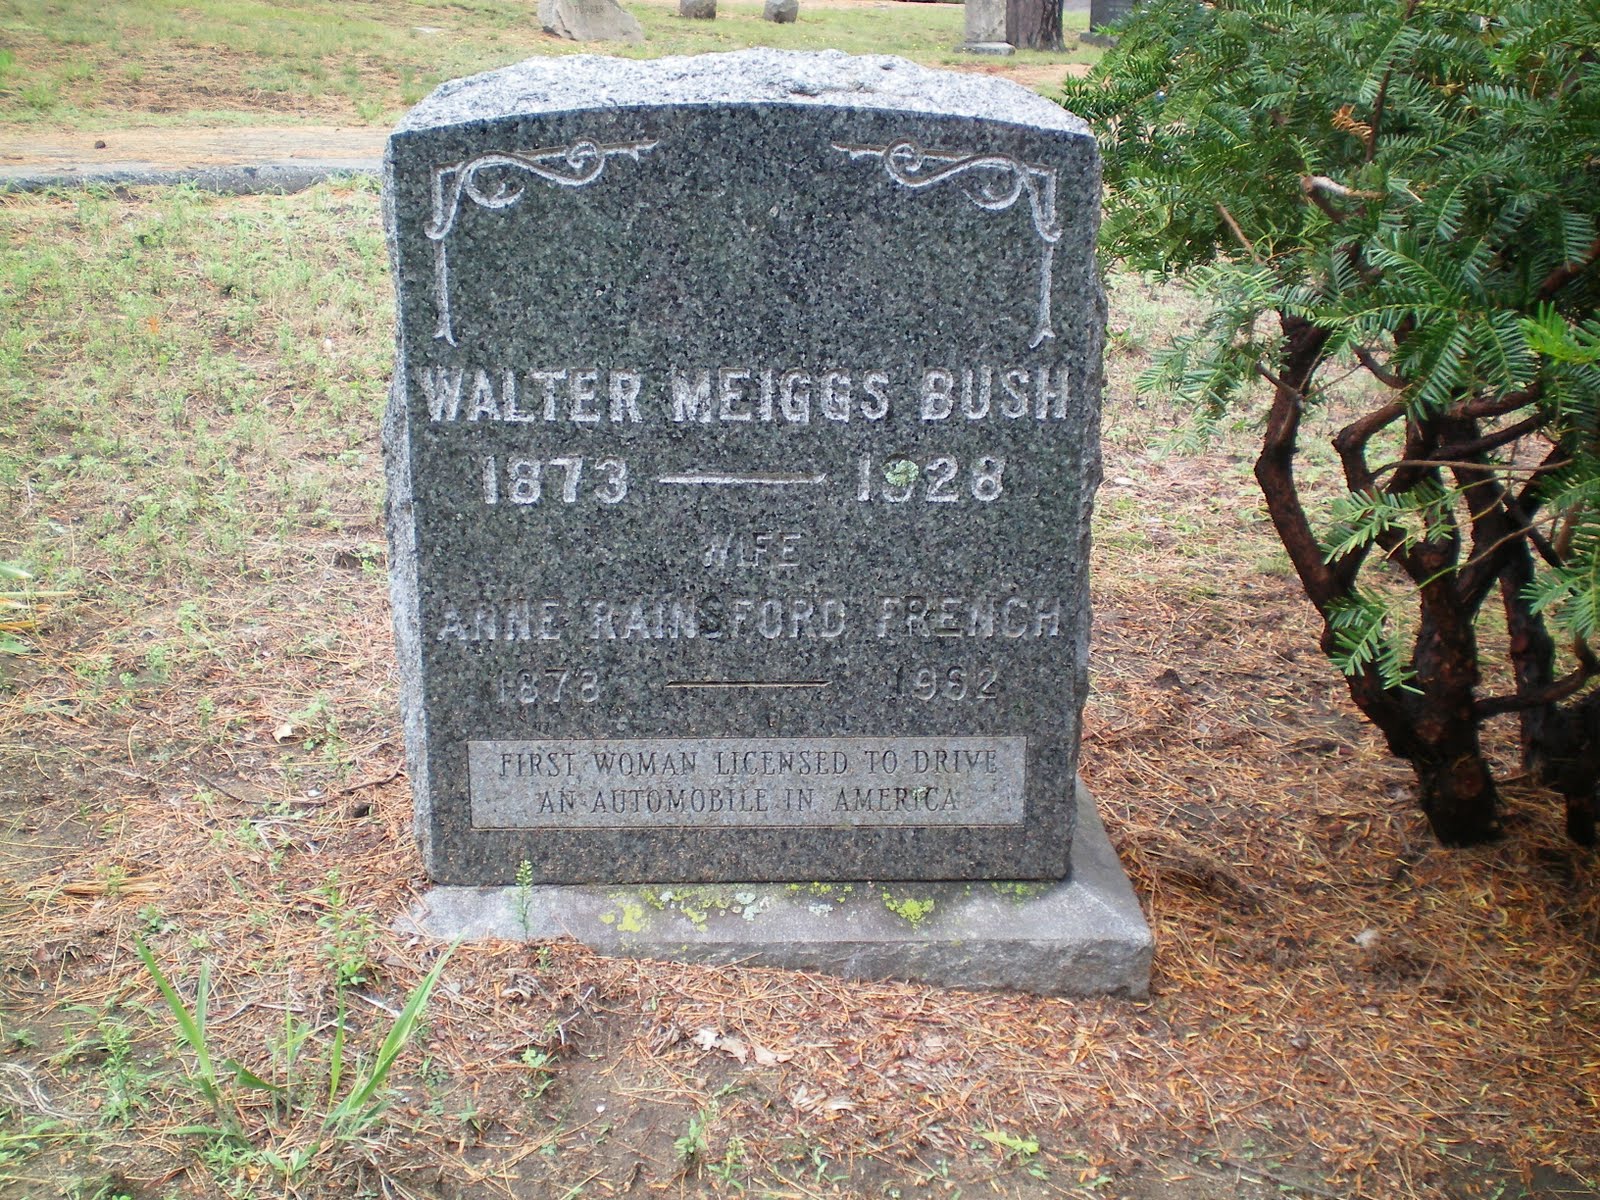 WALTER MEIGGS BUSH
1873 — 1928
WIFE
ANNE RAINSFORD FRENCH
1878 — 1962
FIRST WOMAN LICENSED TO DRIVE
AN AUTOMOBILE IN AMERICA